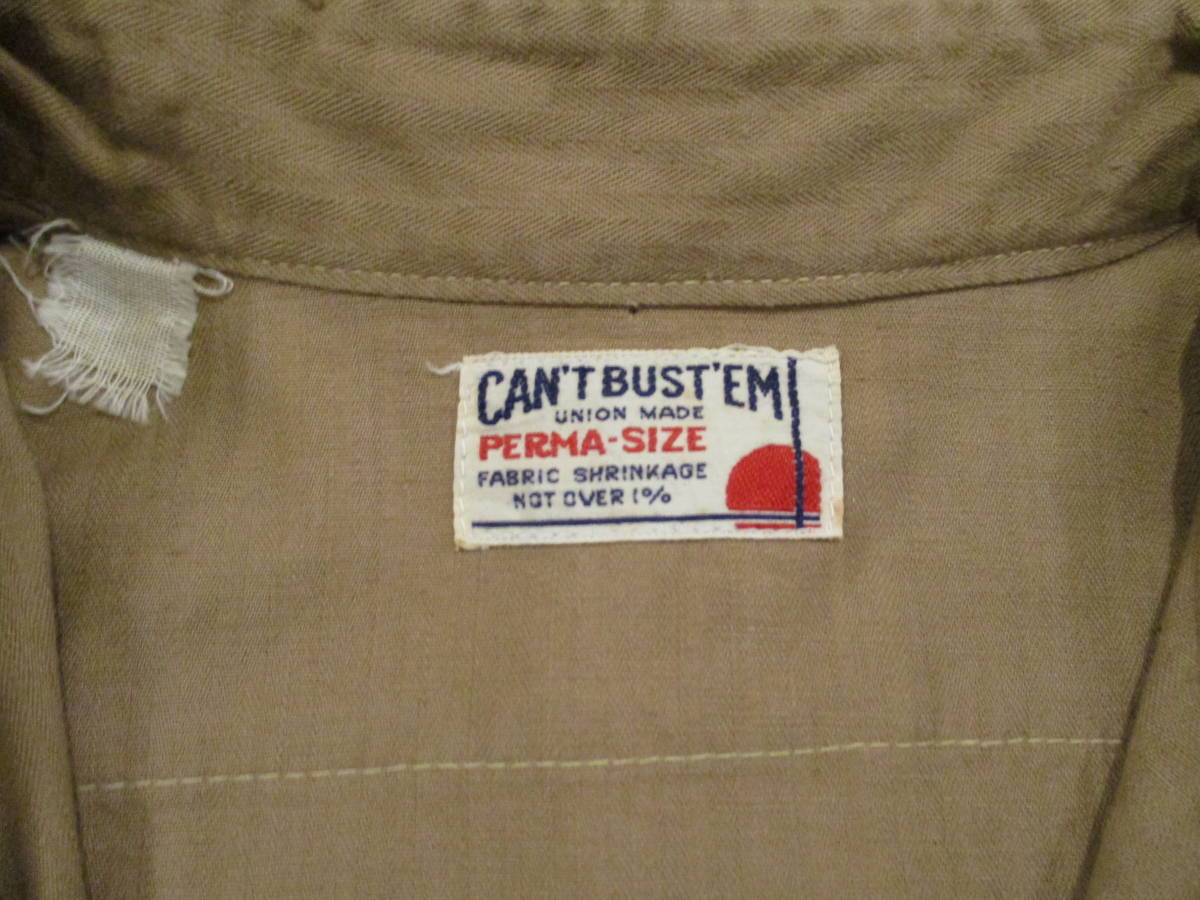 CAN'T BUST'EM
UNION MADE
PERMA-SIZE
FABRIC SHRINKAGE
NOT OVER 1%